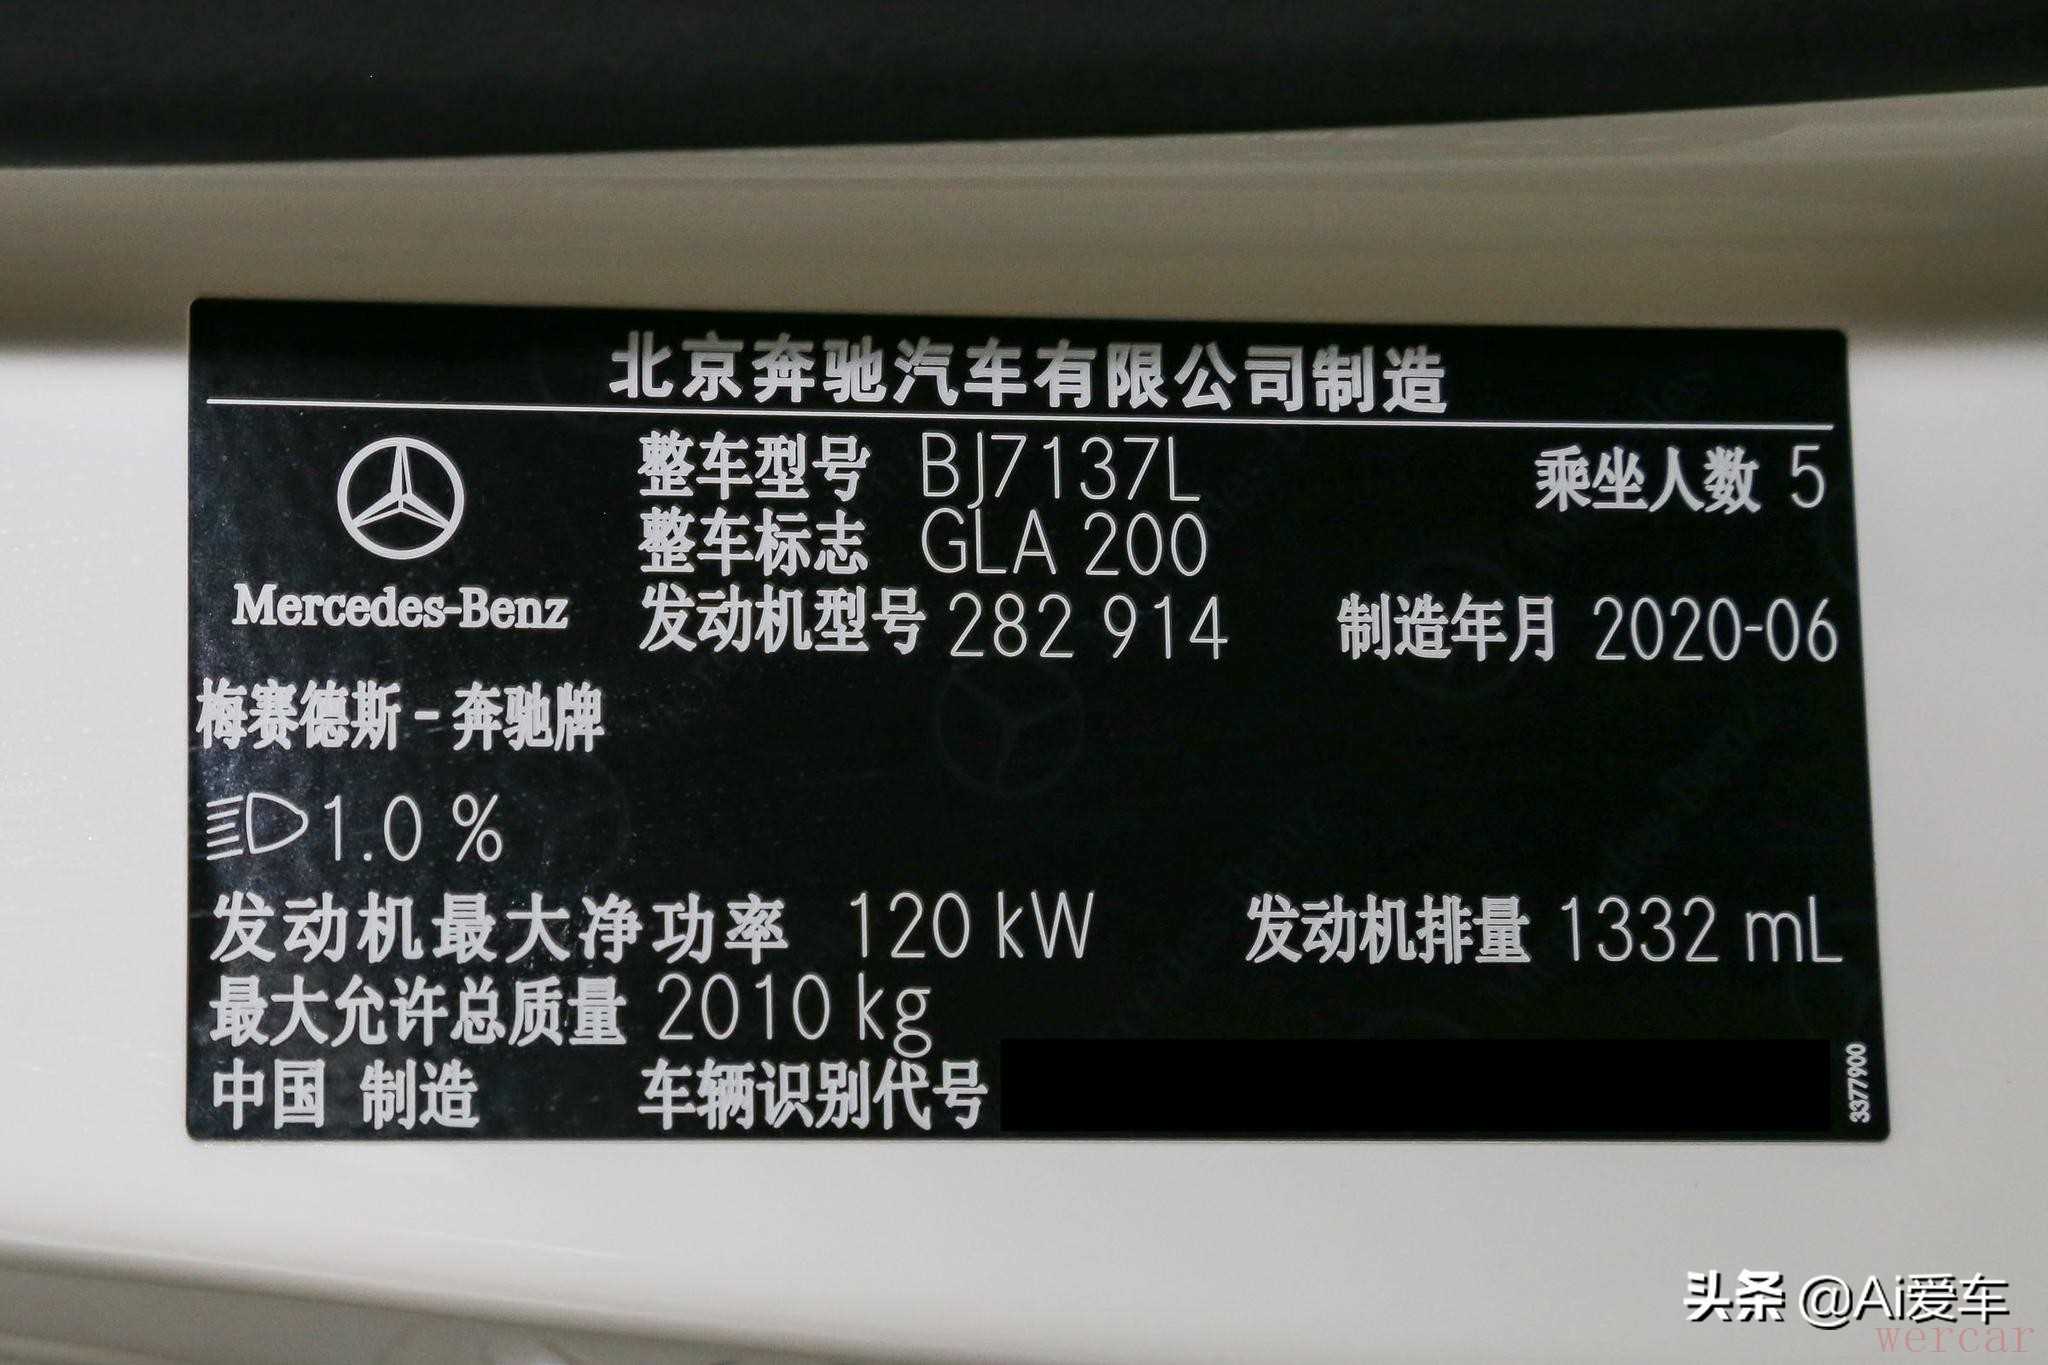 北京奔驰汽车有限公司制造
整车型号 BJ7137L 乘坐人数 5
整车标志 GLA 200
Mercedes-Benz
发动机型号 282 914 制造年月 2020-06
梅赛德斯-奔驰牌
1.0 %
发动机最大净功率 120 kW 发动机排量 1332 mL
最大允许总质量 2010 kg
中国 制造 车辆识别代号
3377900
头条 @Ai爱车
wercar